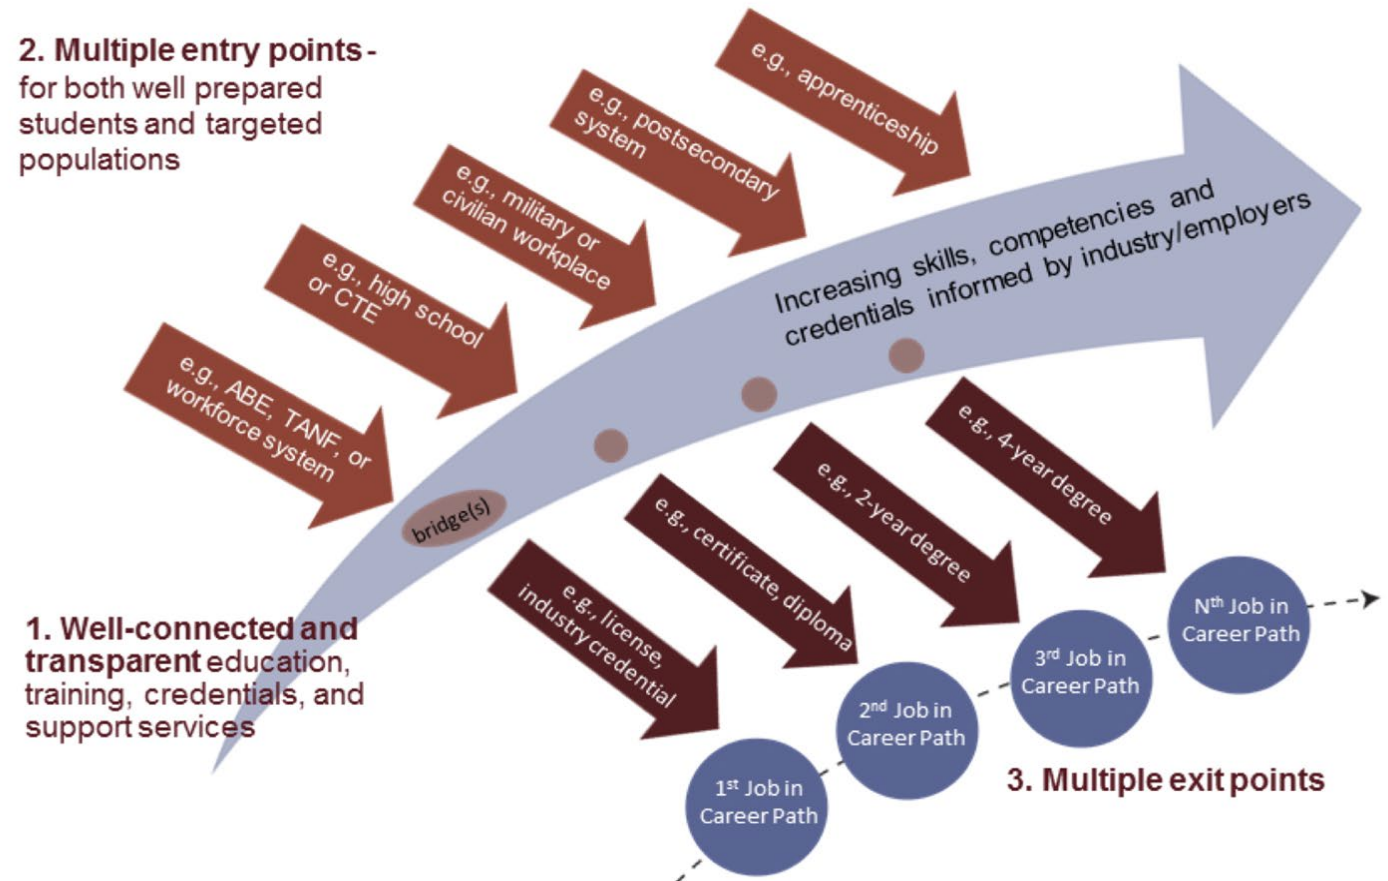 2. Multiple entry points -
for both well prepared
students and targeted
populations
e.g., apprenticeship
e.g., postsecondary
system
e.g., military or
civilian workplace
e.g., high school
or CTE
e.g., ABE, TANF, or
workforce system
Increasing skills, competencies and
credentials informed by industry/employers
bridge(s)
1. Well-connected and
transparent education,
training, credentials, and
support services
e.g., license,
industry credential
e.g., certificate, diploma
e.g., 2-year degree
e.g., 4-year degree
1st Job in
Career Path
2nd Job in
Career Path
3rd Job in
Career Path
Nth Job in
Career Path
3. Multiple exit points